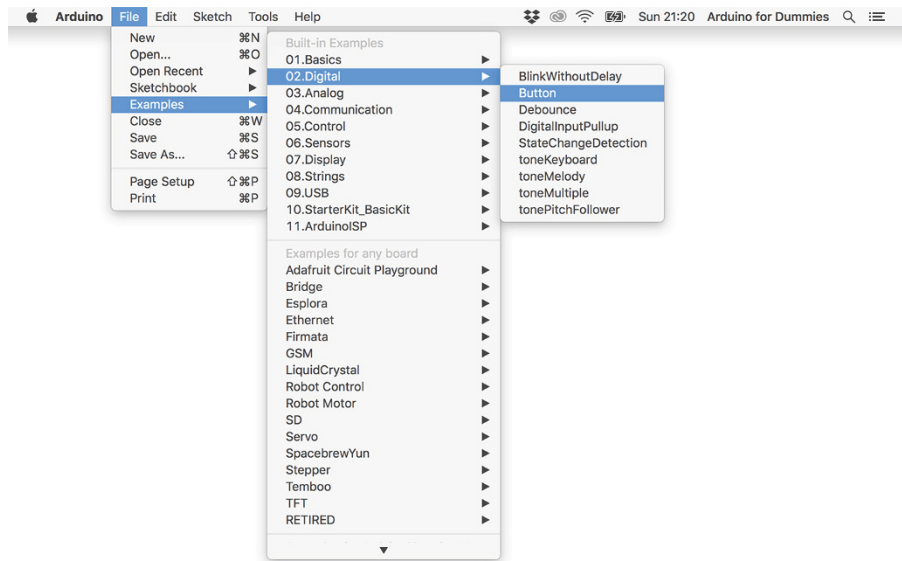 Arduino File Edit Sketch Tools Help Sun 21:20 Arduino for Dummies
New ⌘N
Open... ⌘O
Open Recent
Sketchbook
Examples
Close ⌘W
Save ⌘S
Save As... ⇧⌘S
Page Setup ⇧⌘P
Print ⌘P
Built-in Examples
01.Basics
02.Digital
03.Analog
04.Communication
05.Control
06.Sensors
07.Display
08.Strings
09.USB
10.StarterKit_BasicKit
11.ArduinoISP
Examples for any board
Adafruit Circuit Playground
Bridge
Esplora
Ethernet
Firmata
GSM
LiquidCrystal
Robot Control
Robot Motor
SD
Servo
SpacebrewYun
Stepper
Temboo
TFT
RETIRED
BlinkWithoutDelay
Button
Debounce
DigitalInputPullup
StateChangeDetection
toneKeyboard
toneMelody
toneMultiple
tonePitchFollower